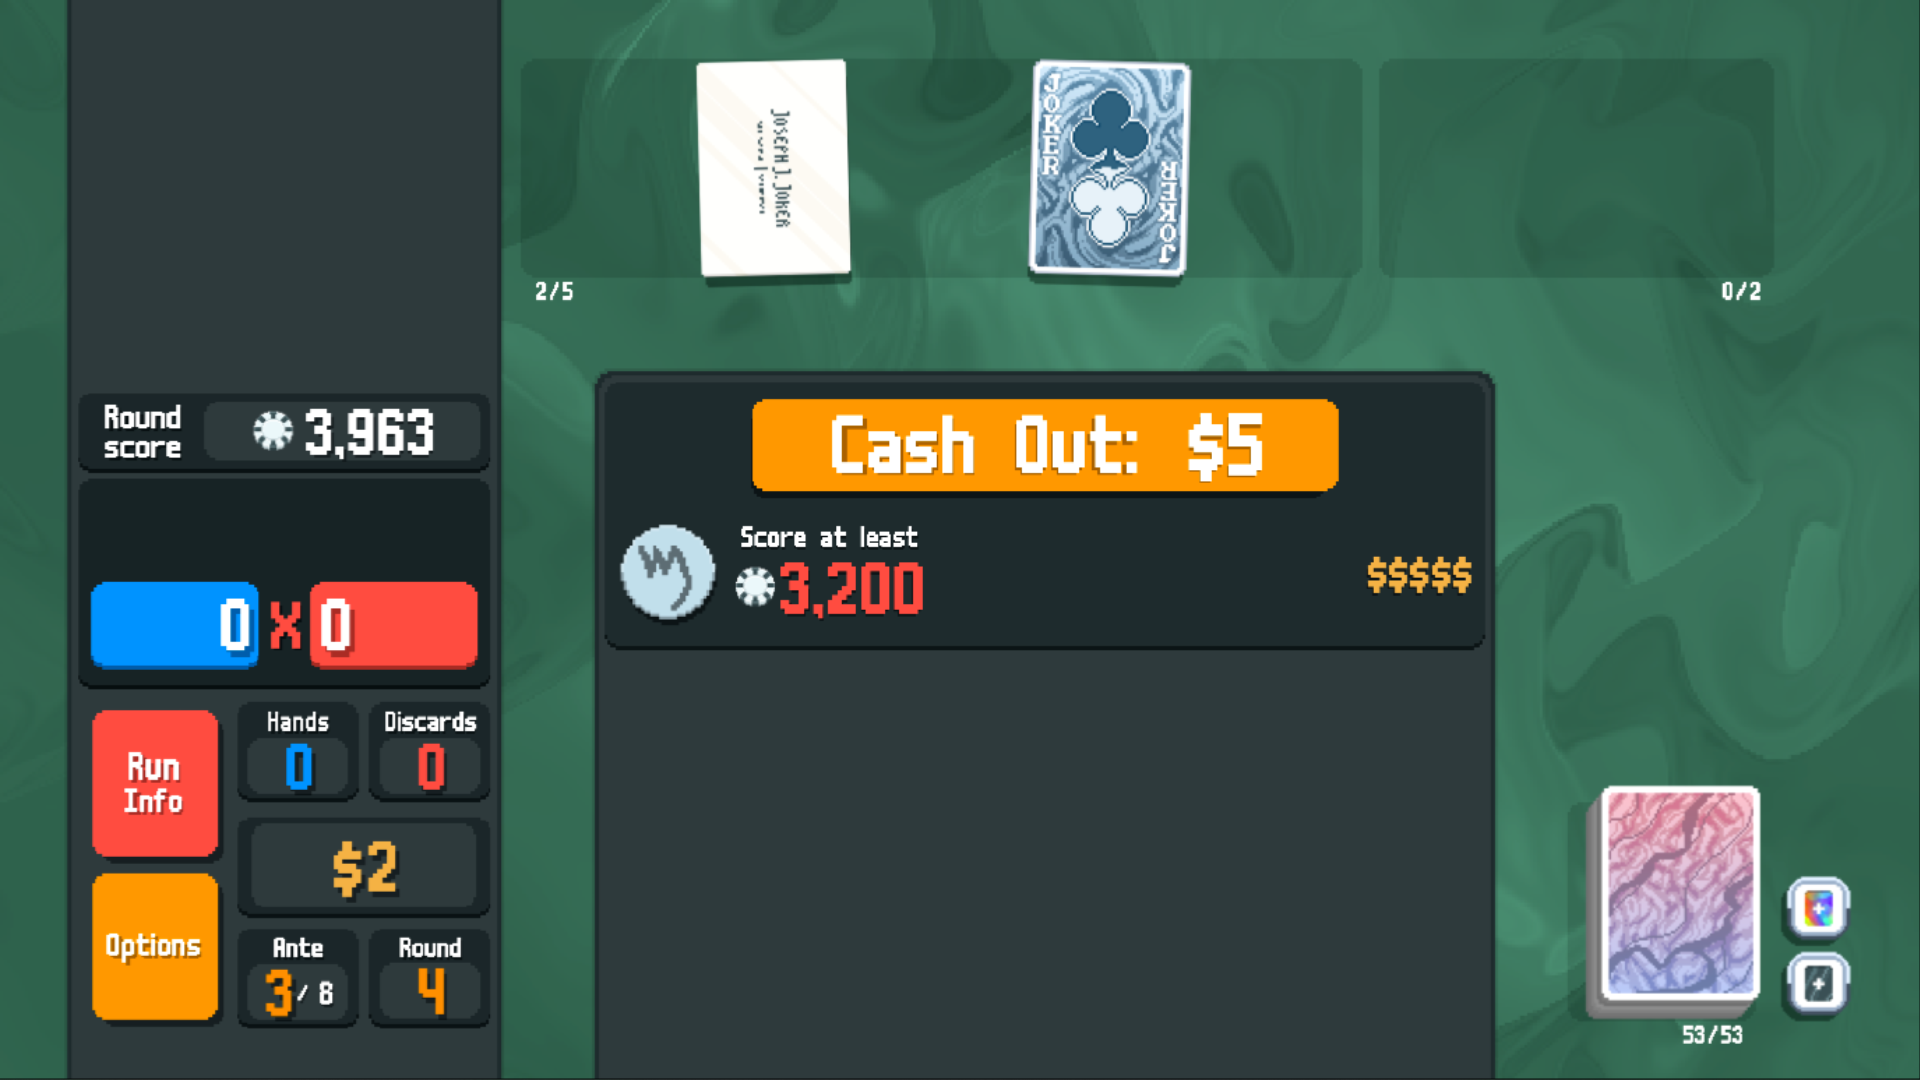 JOSEPH J. JOKER
JOKER
JOKER
2/5
0/2
Round
score
3,963
Cash Out: $5
Score at least
3,200
$$$$$
0 X 0
Run
Info
Hands
0
Discards
0
$2
Options
Ante
3/8
Round
4
53/53